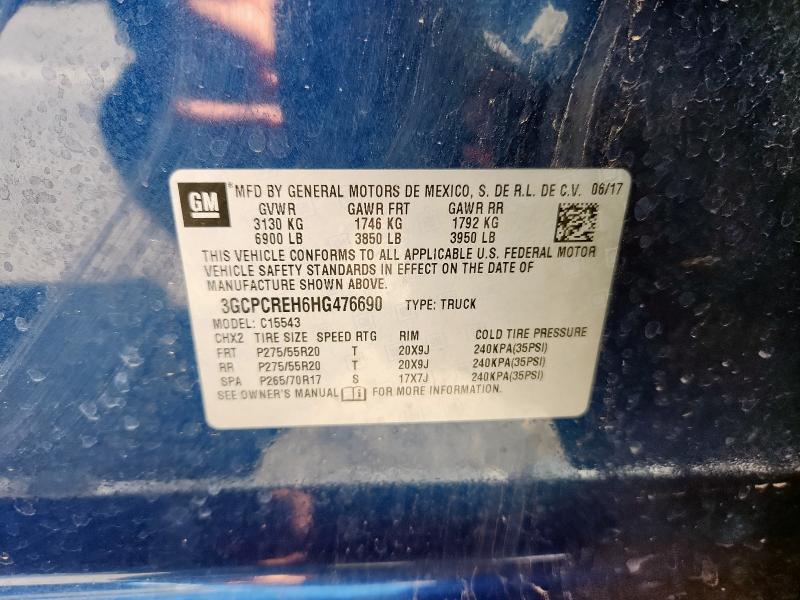 GM *MFD BY GENERAL MOTORS DE MEXICO, S. DE R.L. DE C.V. 06/17
GVWR GAWR FRT GAWR RR
3130 KG 1746 KG 1792 KG
6900 LB 3850 LB 3950 LB
THIS VEHICLE CONFORMS TO ALL APPLICABLE U.S. FEDERAL MOTOR
VEHICLE SAFETY STANDARDS IN EFFECT ON THE DATE OF
MANUFACTURE SHOWN ABOVE.
3GCPCREH6HG476690 TYPE: TRUCK
MODEL: C15543
CHX2 TIRE SIZE SPEED RTG RIM COLD TIRE PRESSURE
FRT P275/55R20 T 20X9J 240KPA(35PSI)
RR P275/55R20 T 20X9J 240KPA(35PSI)
SPA P265/70R17 S 17X7J 240KPA(35PSI)
SEE OWNER'S MANUAL FOR MORE INFORMATION.